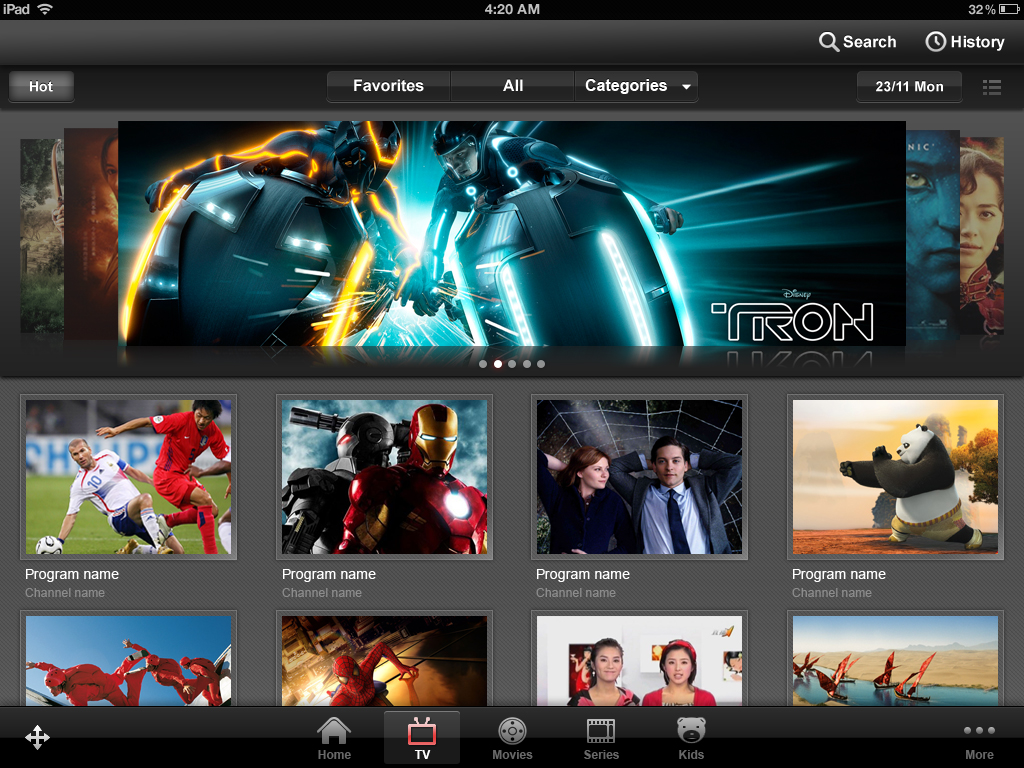 iPad
4:20 AM
32%
Search
History
Hot
Favorites
All
Categories
23/11 Mon
NIC
DISNEY
TRON
10
Program name
Channel name
Program name
Channel name
Program name
Channel name
Program name
Channel name
Home
TV
Movies
Series
Kids
More